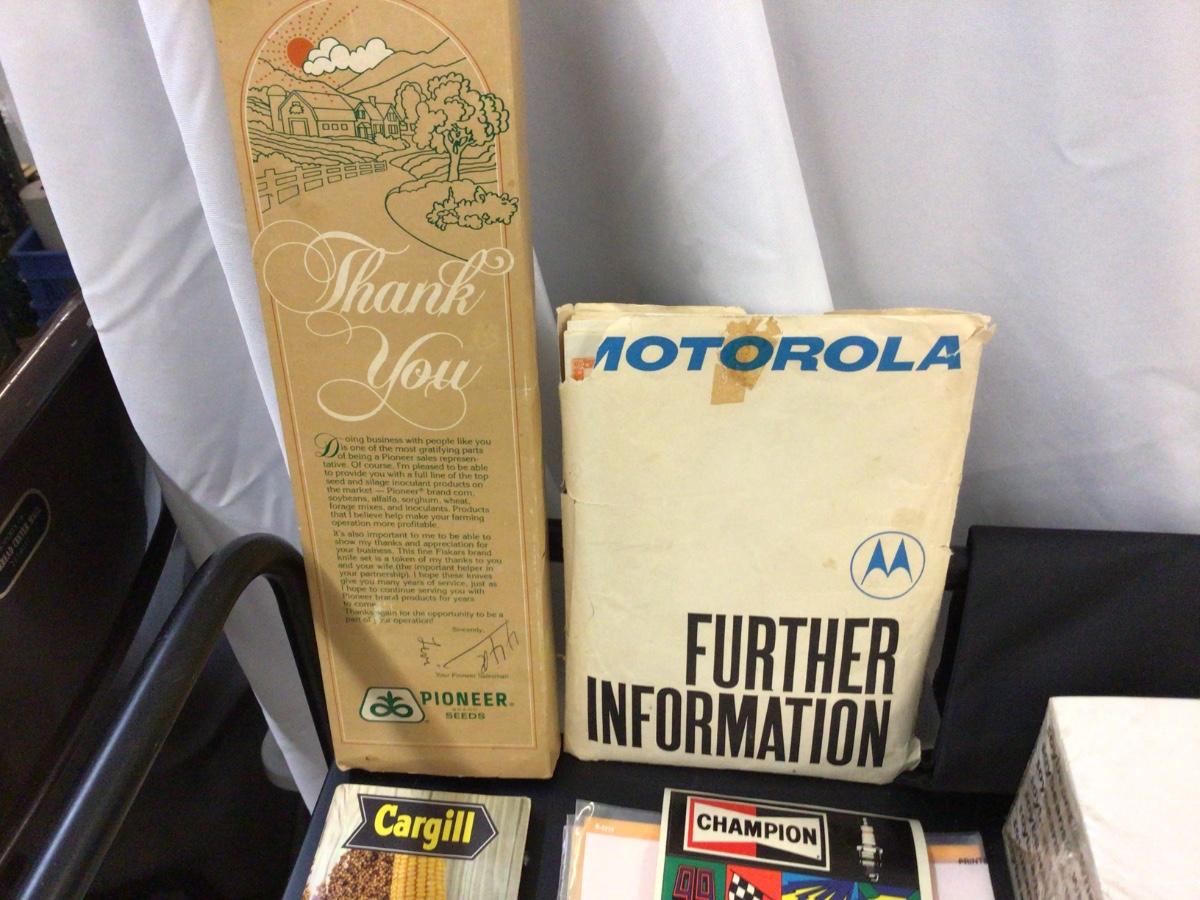 Thank
You
Doing business with people like you
is one of the most gratifying parts
of being a Pioneer sales represen-
tative. Of course, I'm pleased to be able
to provide you with a full line of the top
seed and silage inoculant products on
the market — Pioneer® brand corn,
soybeans, alfalfa, sorghum, wheat,
forage mixes, and inoculants. Products
that I believe help make your farming
operation more profitable.
It's also important to me to be able to
show my thanks and appreciation for
your business. This fine Fiskars brand
knife set is a token of my thanks to you
and your wife (the important helper in
your partnership). I hope these knives
give you many years of service, just as
I hope to continue serving you with
Pioneer brand products for years
to come.
Thanks again for the opportunity to be a
part of your operation!
Sincerely,
Your Pioneer Salesman
PIONEER®
BRAND
SEEDS
MOTOROLA
FURTHER
INFORMATION
Cargill
CHAMPION
PRINT